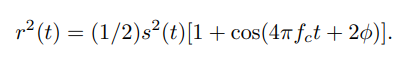 r²(t) = (1/2)s²(t)[1 + cos(4πf_ct + 2ϕ)].